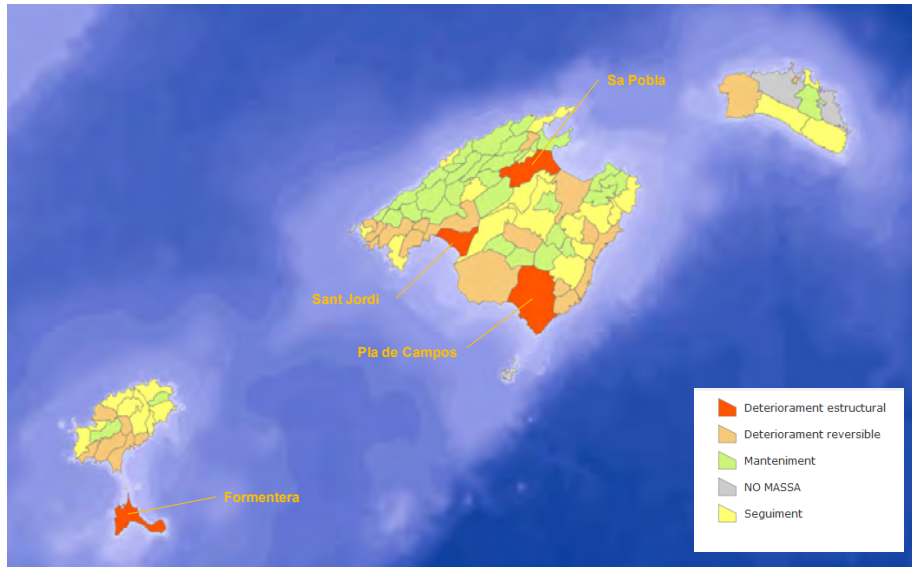 Sa Pobla
Sant Jordi
Pla de Campos
Formentera
Deteriorament estructural
Deteriorament reversible
Manteniment
NO MASSA
Seguiment